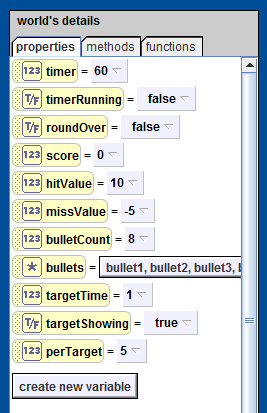 world's details
properties methods functions
123 timer = 60
T/F timerRunning = false
T/F roundOver = false
123 score = 0
123 hitValue = 10
123 missValue = -5
123 bulletCount = 8
* bullets = bullet1, bullet2, bullet3, b
123 targetTime = 1
T/F targetShowing = true
123 perTarget = 5
create new variable